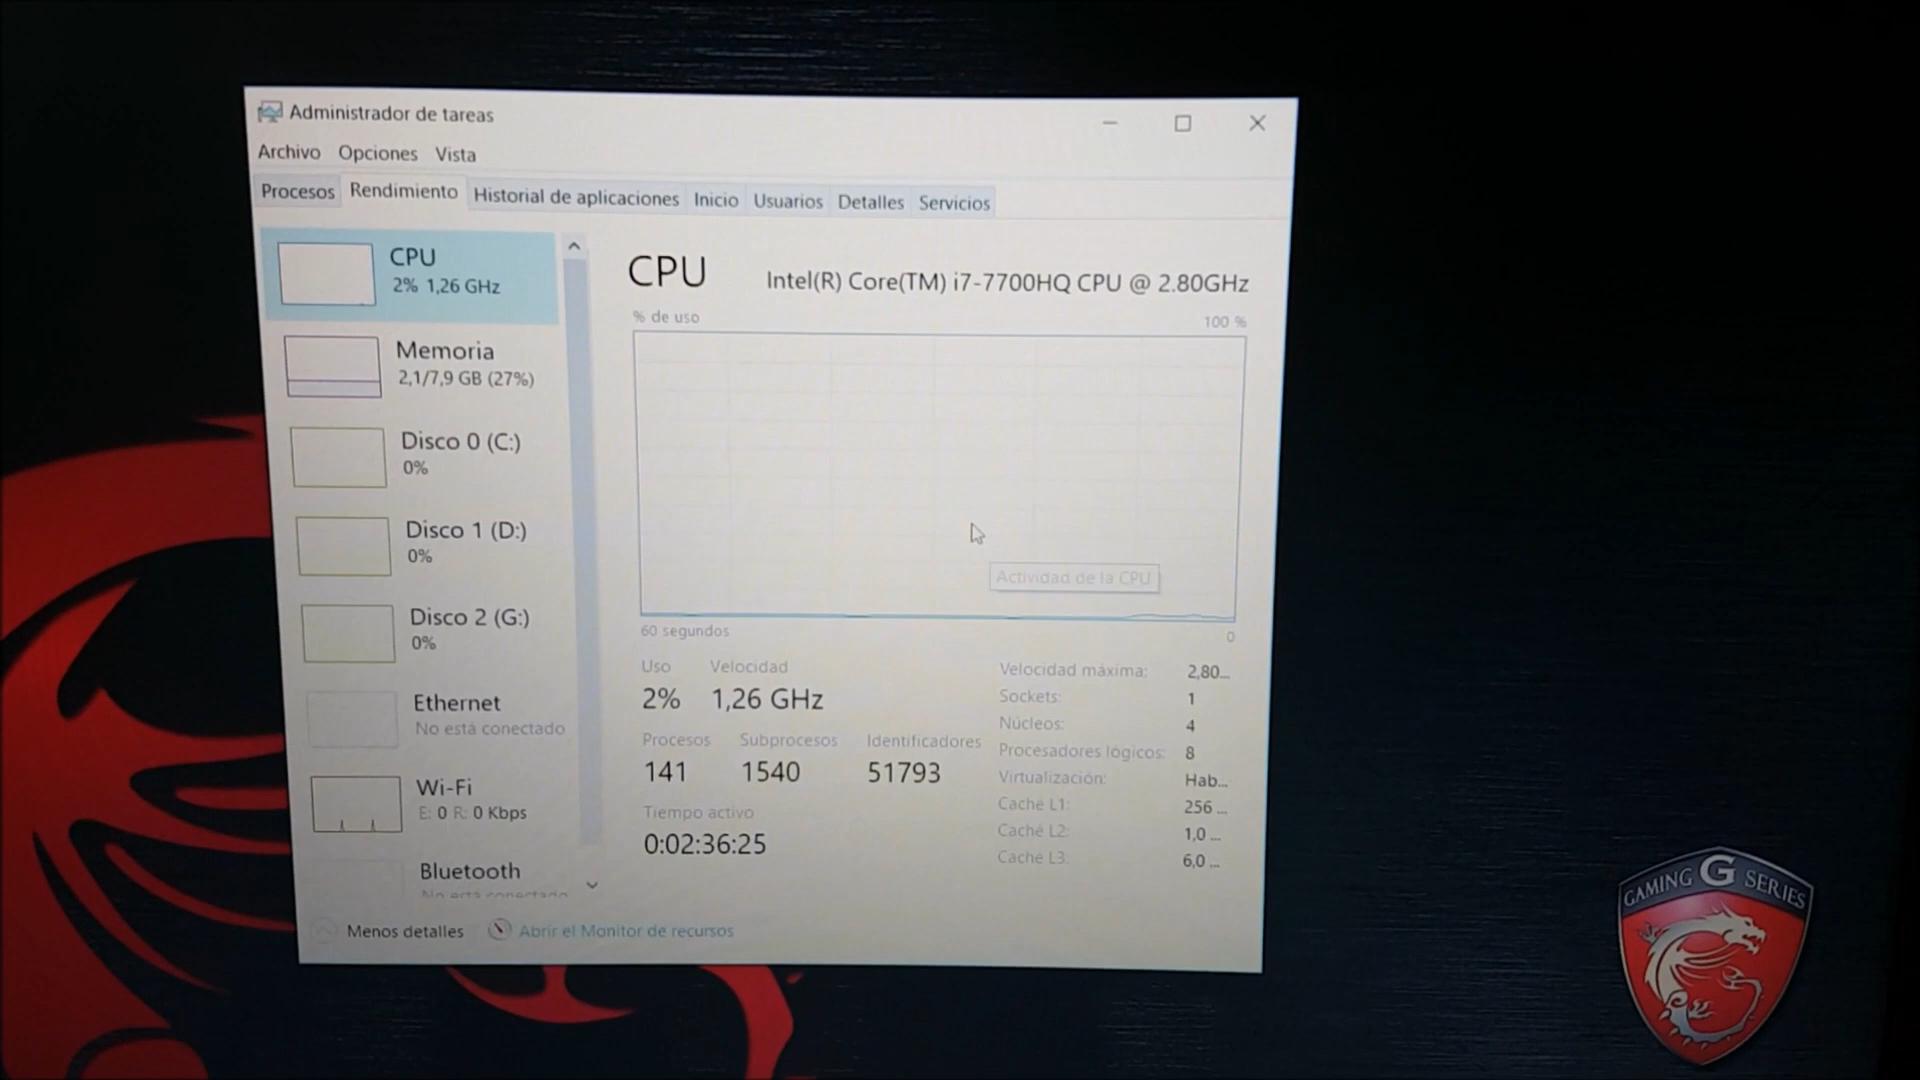 Administrador de tareas
Archivo Opciones Vista
Procesos Rendimiento Historial de aplicaciones Inicio Usuarios Detalles Servicios
CPU
2% 1,26 GHz
Memoria
2,1/7,9 GB (27%)
Disco 0 (C:)
0%
Disco 1 (D:)
0%
Disco 2 (G:)
0%
Ethernet
No está conectado
Wi-Fi
E: 0 R: 0 Kbps
Bluetooth
No está conectado
CPU Intel(R) Core(TM) i7-7700HQ CPU @ 2.80GHz
% de uso 100 %
Actividad de la CPU
60 segundos 0
Uso Velocidad
2% 1,26 GHz
Procesos Subprocesos Identificadores
141 1540 51793
Tiempo activo
0:02:36:25
Velocidad máxima: 2,80...
Sockets: 1
Núcleos: 4
Procesadores lógicos: 8
Virtualización: Hab...
Caché L1: 256 ...
Caché L2: 1,0 ...
Caché L3: 6,0 ...
Menos detalles Abrir el Monitor de recursos
GAMING G SERIES